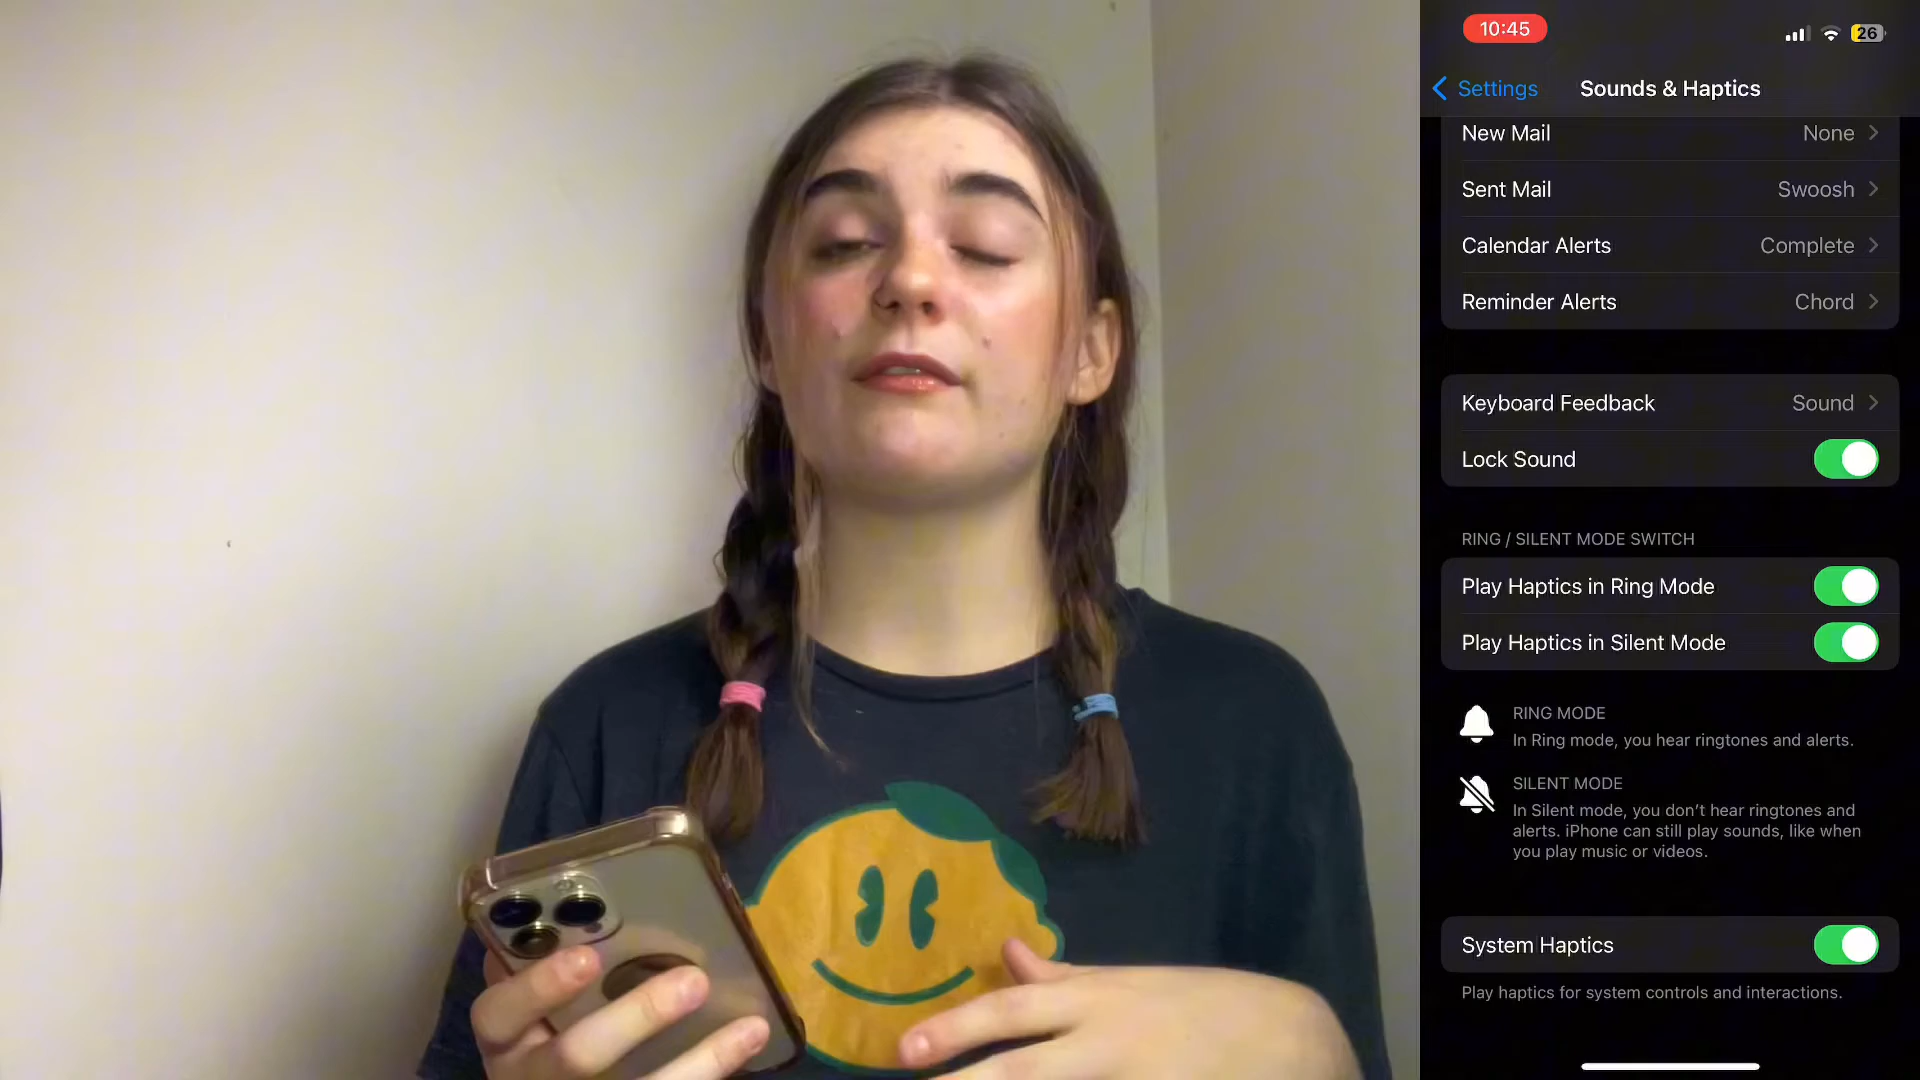 10:45
26
Settings
Sounds & Haptics
New Mail
None
Sent Mail
Swoosh
Calendar Alerts
Complete
Reminder Alerts
Chord
Keyboard Feedback
Sound
Lock Sound
RING / SILENT MODE SWITCH
Play Haptics in Ring Mode
Play Haptics in Silent Mode
RING MODE
In Ring mode, you hear ringtones and alerts.
SILENT MODE
In Silent mode, you don’t hear ringtones and
alerts. iPhone can still play sounds, like when
you play music or videos.
System Haptics
Play haptics for system controls and interactions.